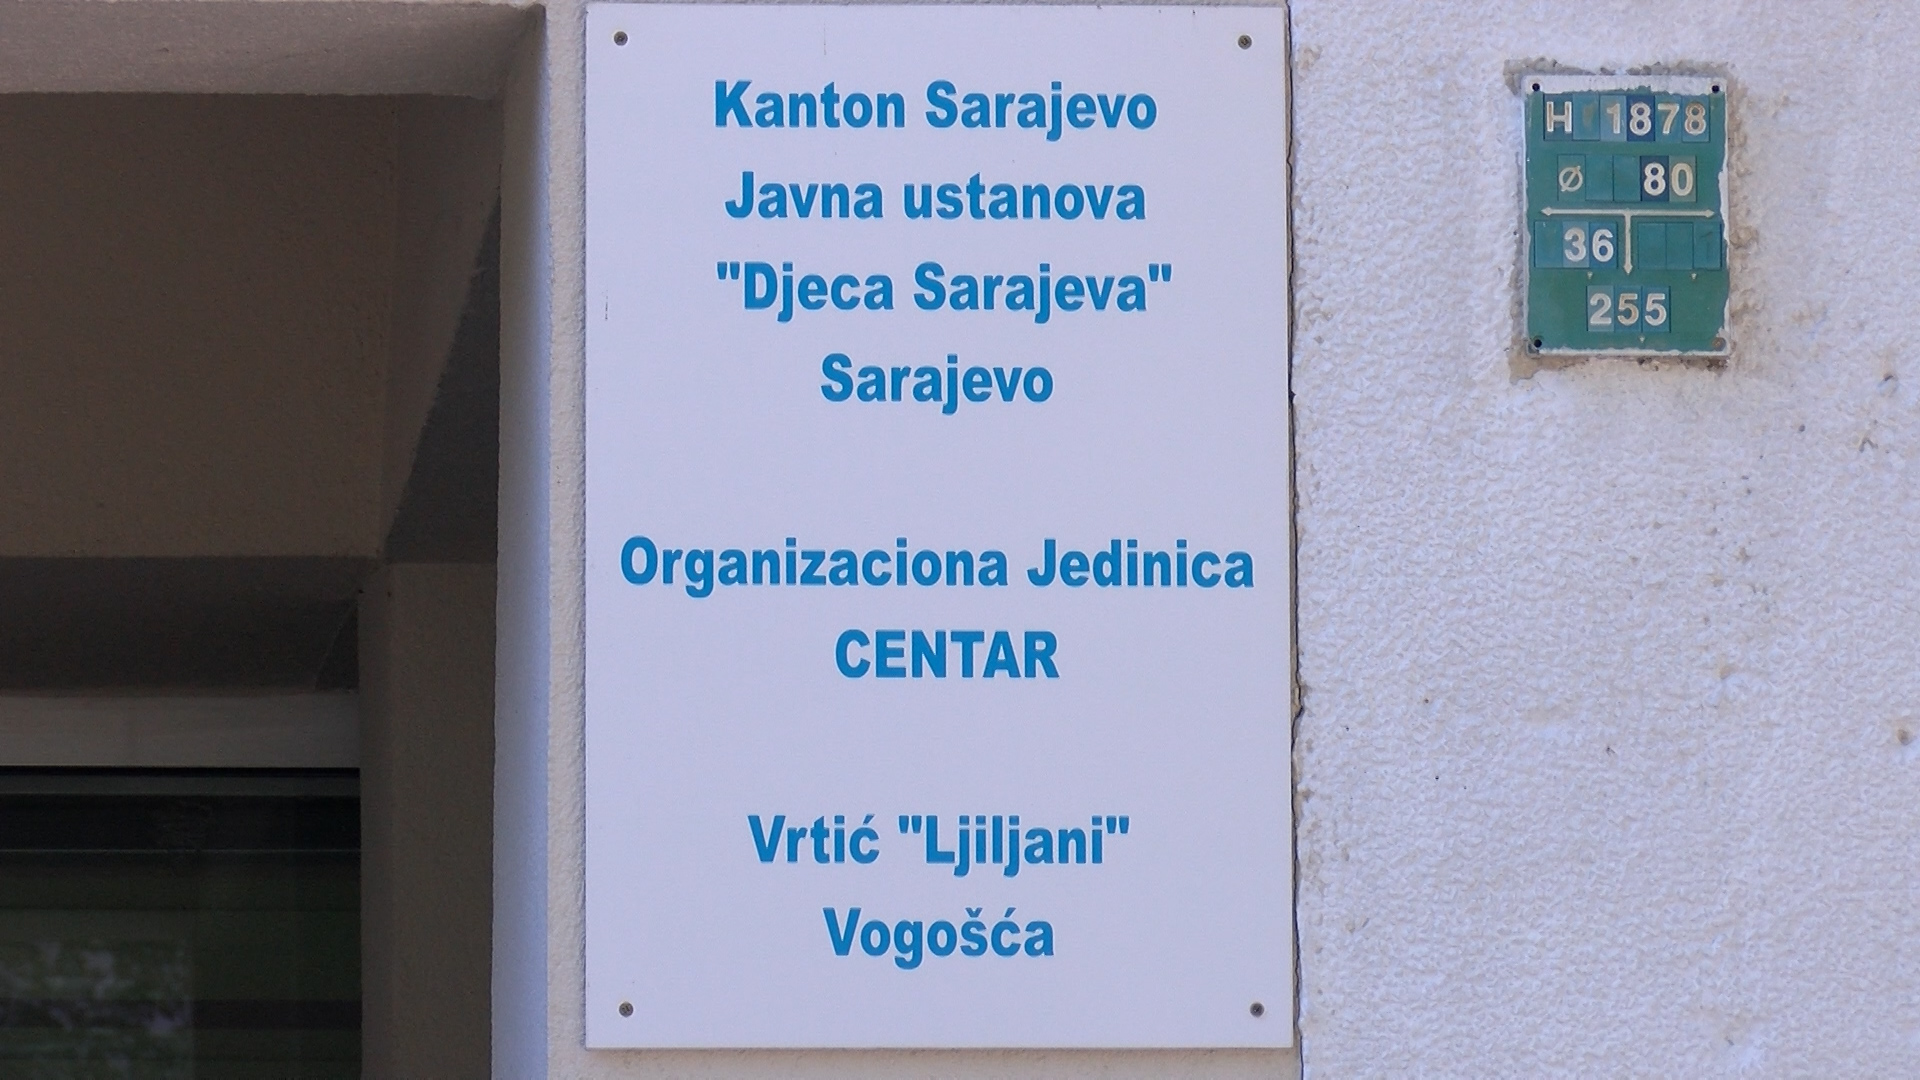 Kanton Sarajevo
Javna ustanova
"Djeca Sarajeva"
Sarajevo
Organizaciona Jedinica
CENTAR
Vrtić "Ljiljani"
Vogošća
H 1878
Ø 80
36
255